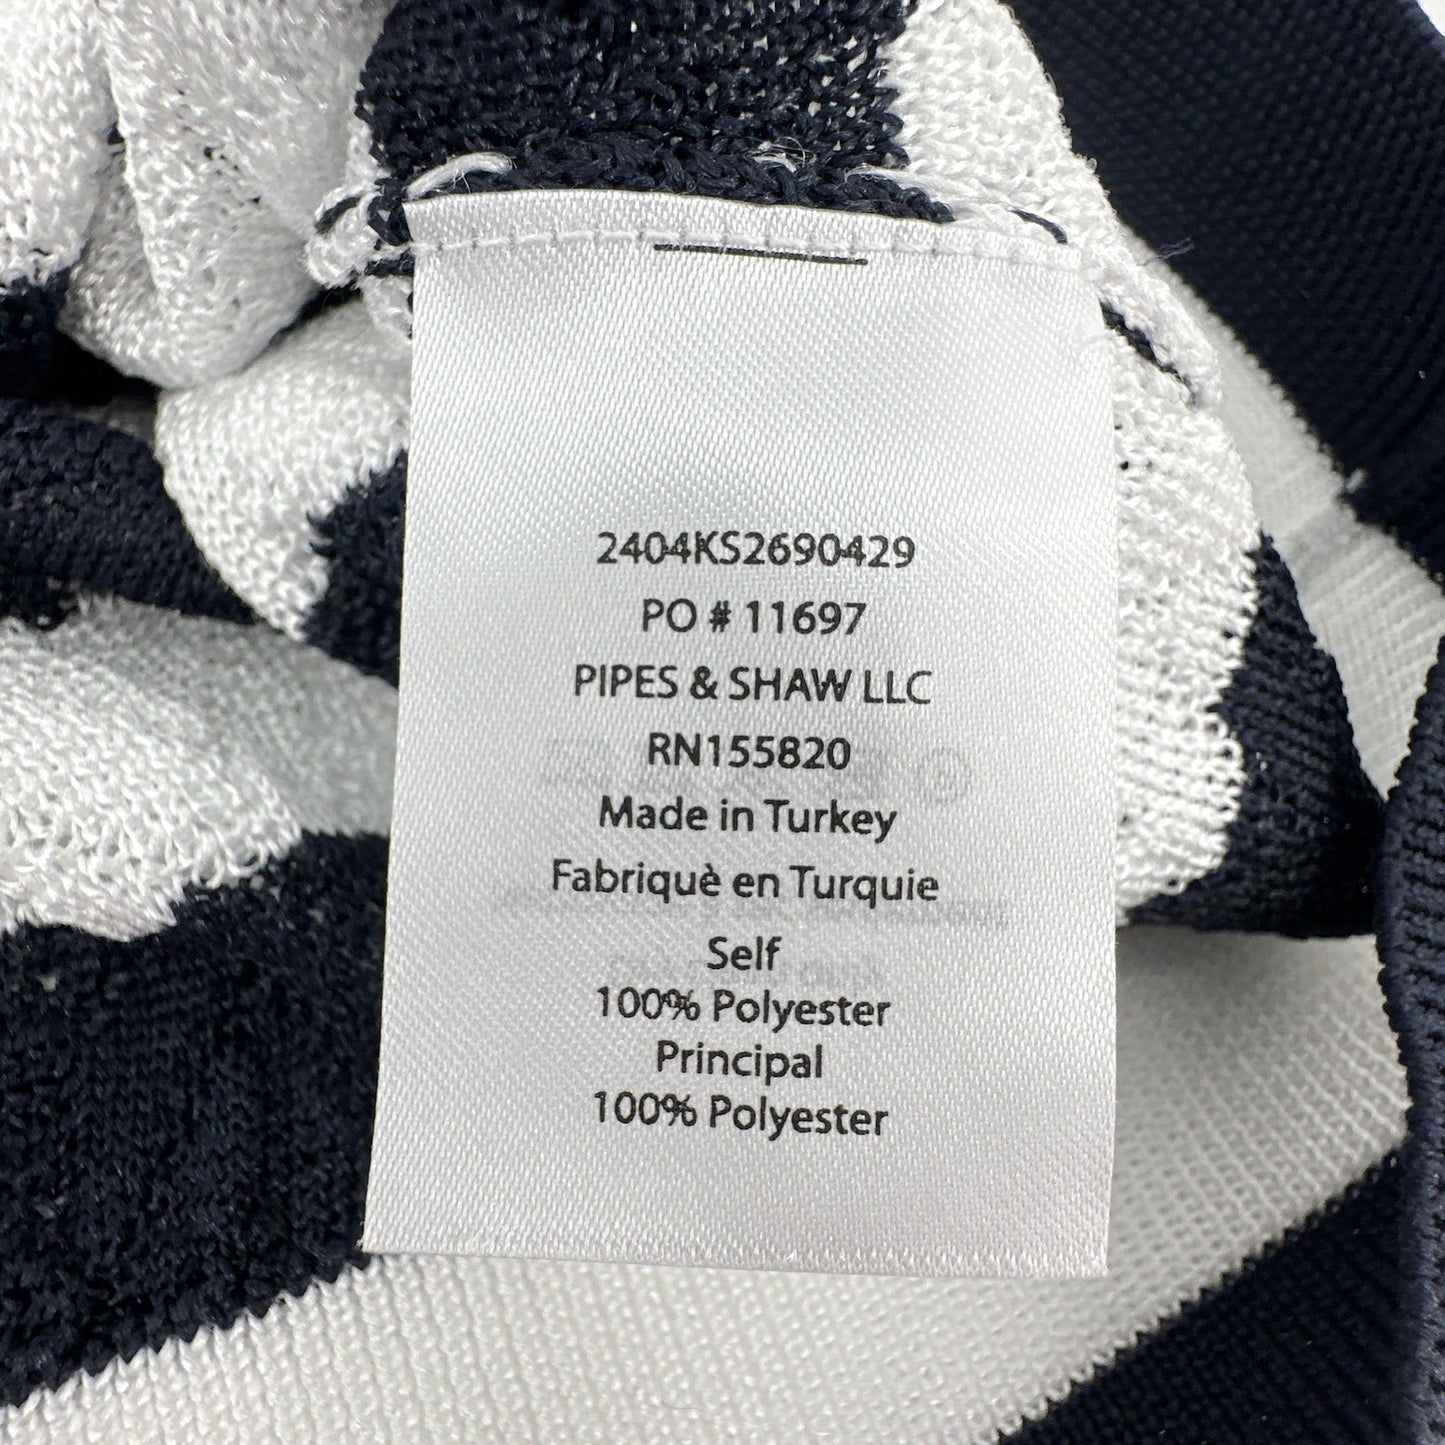 2404KS2690429
PO # 11697
PIPES & SHAW LLC
RN155820
Made in Turkey
Fabriquè en Turquie
Self
100% Polyester
Principal
100% Polyester